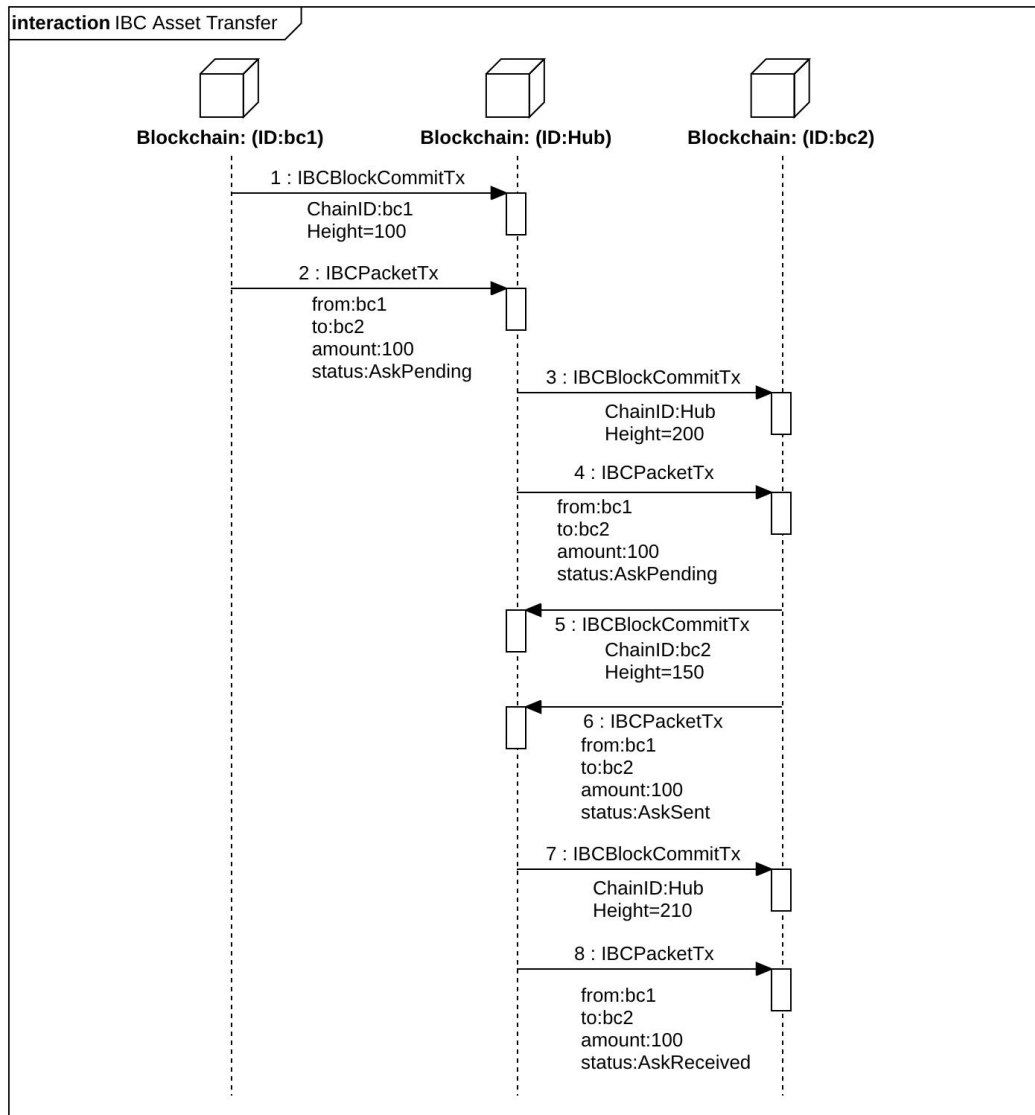 interaction IBC Asset Transfer
Blockchain: (ID:bc1)
Blockchain: (ID:Hub)
Blockchain: (ID:bc2)
1 : IBCBlockCommitTx
ChainID:bc1
Height=100
2 : IBCPacketTx
from:bc1
to:bc2
amount:100
status:AskPending
3 : IBCBlockCommitTx
ChainID:Hub
Height=200
4 : IBCPacketTx
from:bc1
to:bc2
amount:100
status:AskPending
5 : IBCBlockCommitTx
ChainID:bc2
Height=150
6 : IBCPacketTx
from:bc1
to:bc2
amount:100
status:AskSent
7 : IBCBlockCommitTx
ChainID:Hub
Height=210
8 : IBCPacketTx
from:bc1
to:bc2
amount:100
status:AskReceived